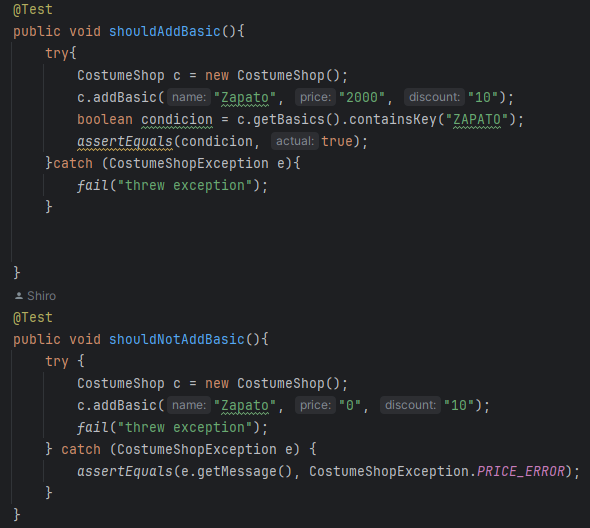 @Test
public void shouldAddBasic(){
    try{
        CostumeShop c = new CostumeShop();
        c.addBasic( name: "Zapato", price: "2000", discount: "10");
        boolean condicion = c.getBasics().containsKey("ZAPATO");
        assertEquals(condicion, actual: true);
    }catch (CostumeShopException e){
        fail("threw exception");
    }
}
Shiro
@Test
public void shouldNotAddBasic(){
    try {
        CostumeShop c = new CostumeShop();
        c.addBasic( name: "Zapato", price: "0", discount: "10");
        fail("threw exception");
    } catch (CostumeShopException e) {
        assertEquals(e.getMessage(), CostumeShopException.PRICE_ERROR);
    }
}